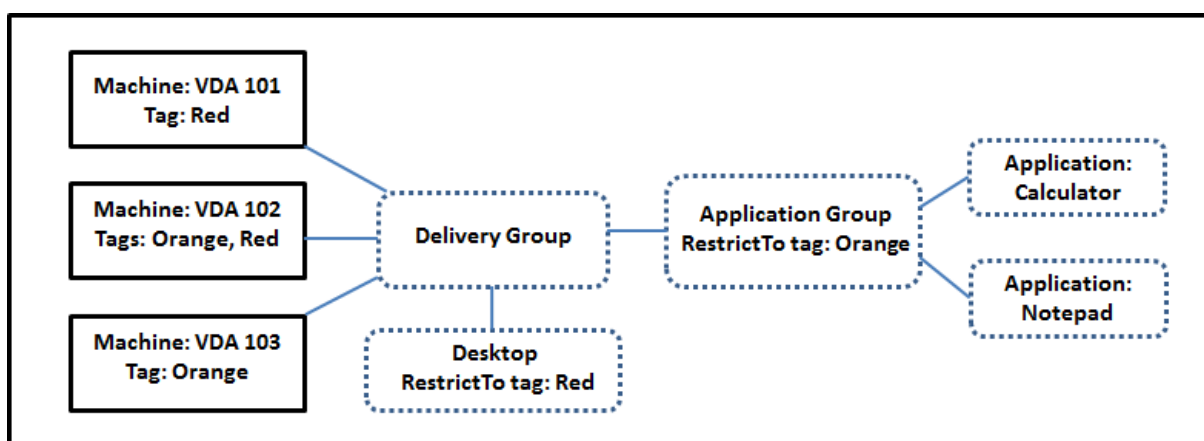 Machine: VDA 101
Tag: Red
Machine: VDA 102
Tags: Orange, Red
Machine: VDA 103
Tag: Orange
Delivery Group
Desktop
RestrictTo tag: Red
Application Group
RestrictTo tag: Orange
Application:
Calculator
Application:
Notepad